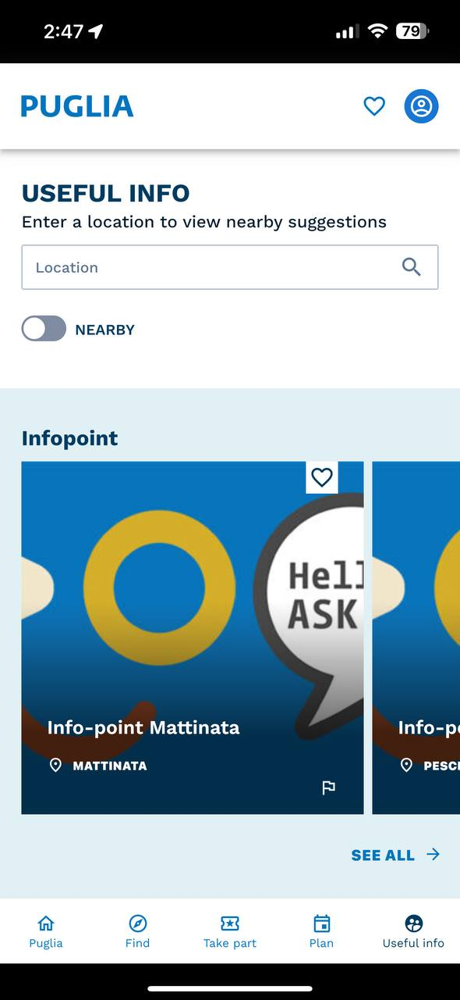 2:47
79
PUGLIA
USEFUL INFO
Enter a location to view nearby suggestions
Location
NEARBY
Infopoint
Hell
ASK
Info-point Mattinata
MATTINATA
Info-p
PESC
SEE ALL
Puglia
Find
Take part
Plan
Useful info